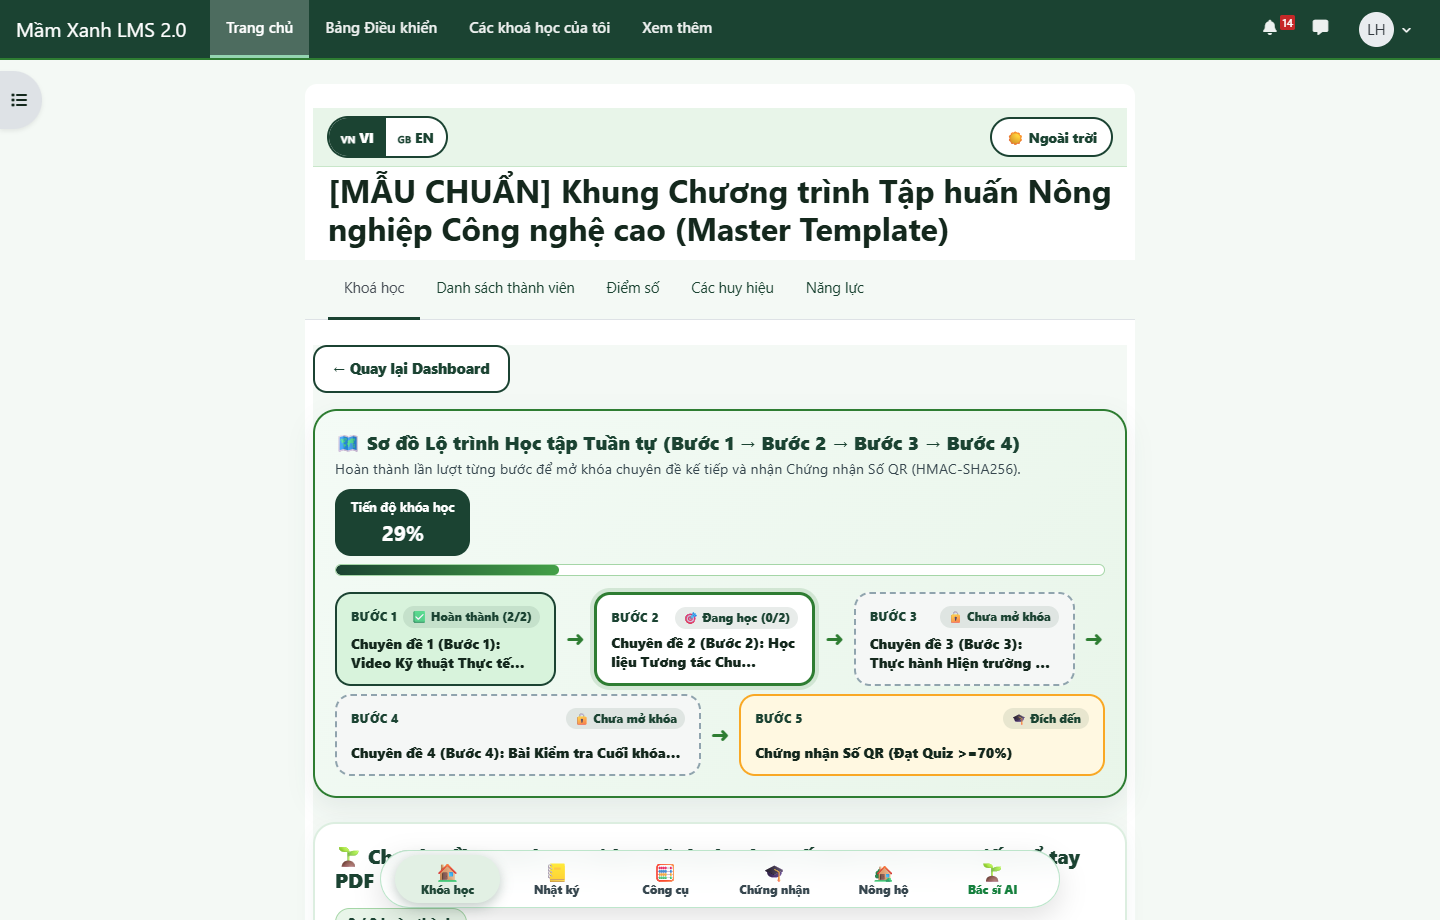 Mầm Xanh LMS 2.0
Trang chủ
Bảng Điều khiển
Các khoá học của tôi
Xem thêm
14
LH
VN VI
GB EN
Ngoài trời
[MẪU CHUẨN] Khung Chương trình Tập huấn Nông
nghiệp Công nghệ cao (Master Template)
Khoá học
Danh sách thành viên
Điểm số
Các huy hiệu
Năng lực
← Quay lại Dashboard
Sơ đồ Lộ trình Học tập Tuần tự (Bước 1 → Bước 2 → Bước 3 → Bước 4)
Hoàn thành lần lượt từng bước để mở khóa chuyên đề kế tiếp và nhận Chứng nhận Số QR (HMAC-SHA256).
Tiến độ khóa học
29%
BƯỚC 1
Hoàn thành (2/2)
Chuyên đề 1 (Bước 1):
Video Kỹ thuật Thực tế...
➜
BƯỚC 2
Đang học (0/2)
Chuyên đề 2 (Bước 2): Học
liệu Tương tác Chu...
➜
BƯỚC 3
Chưa mở khóa
Chuyên đề 3 (Bước 3):
Thực hành Hiện trường ...
➜
BƯỚC 4
Chưa mở khóa
Chuyên đề 4 (Bước 4): Bài Kiểm tra Cuối khóa...
➜
BƯỚC 5
Đích đến
Chứng nhận Số QR (Đạt Quiz >=70%)
tay
PDF
Khóa học
Nhật ký
Công cụ
Chứng nhận
Nông hộ
Bác sĩ AI